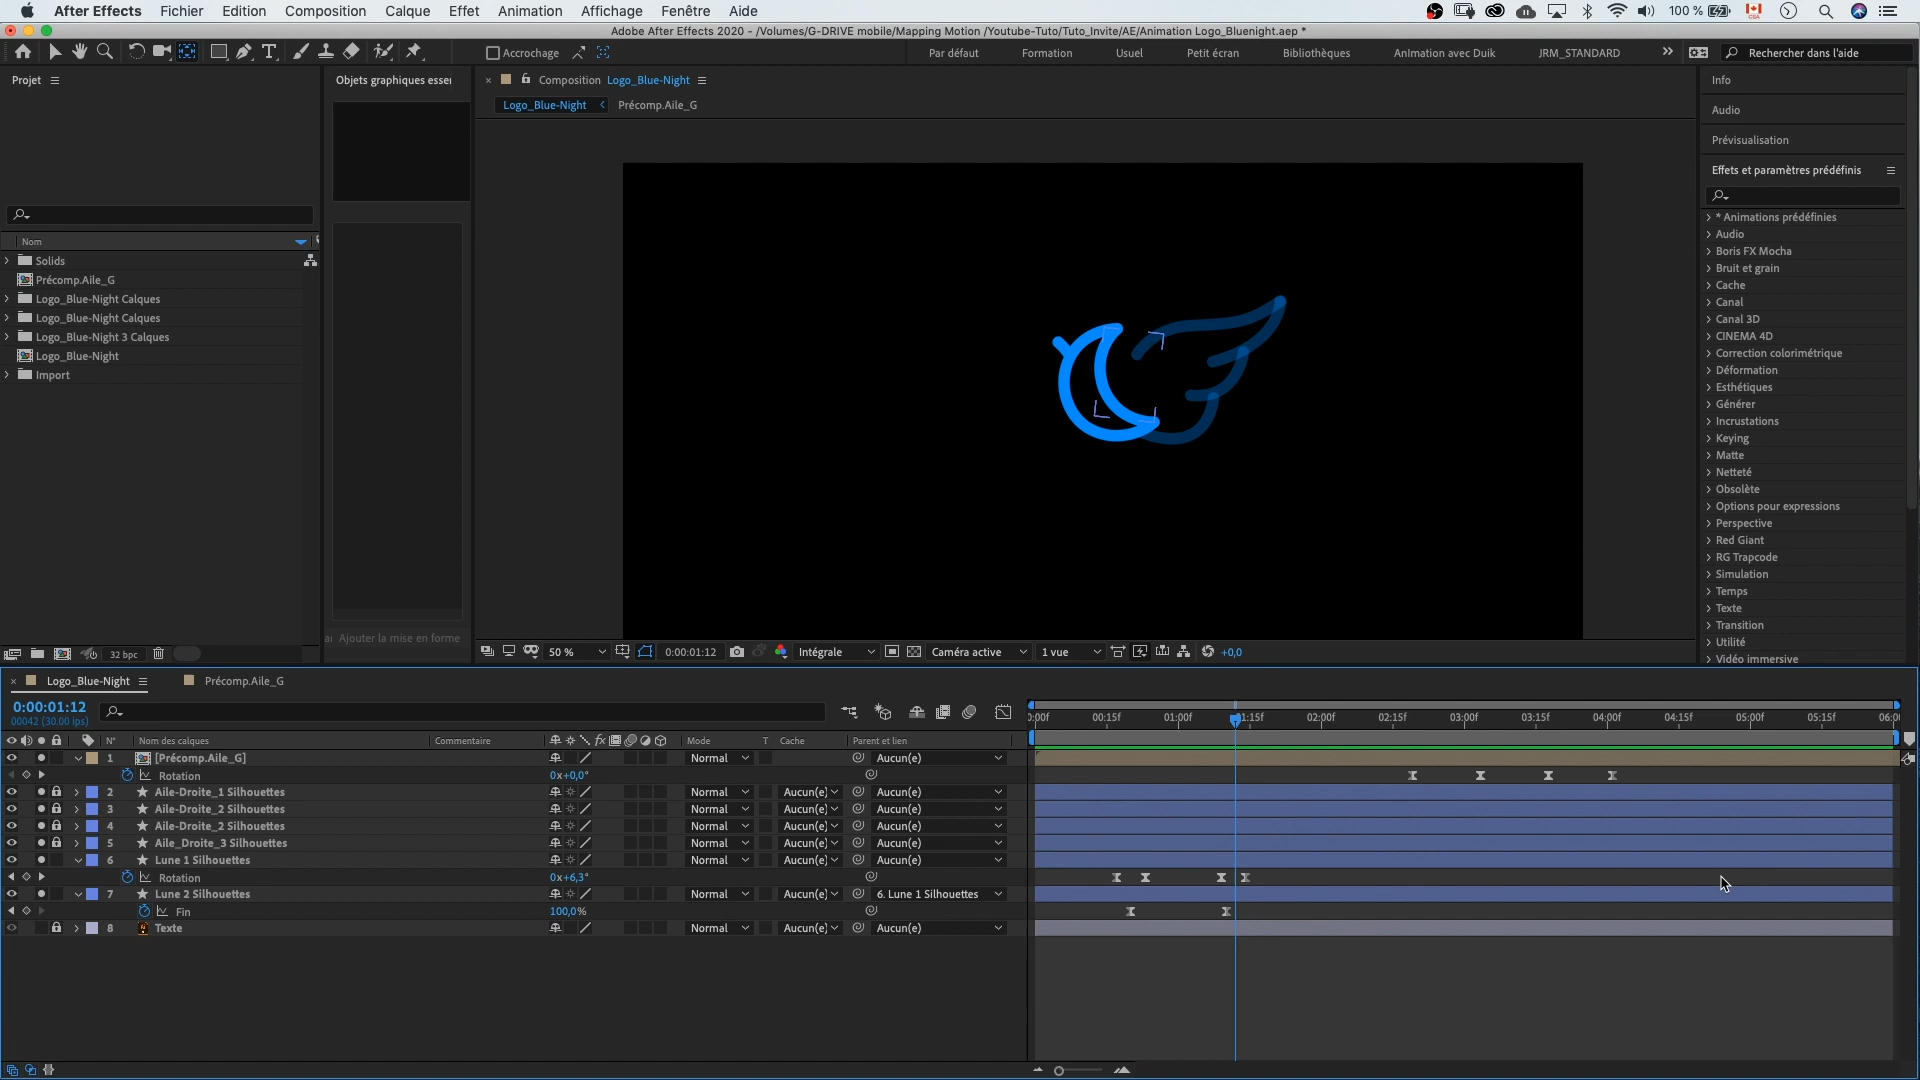 After Effects Fichier Edition Composition Calque Effet Animation Affichage Fenêtre Aide 100 %
Adobe After Effects 2020 - /Volumes/G-DRIVE mobile/Mapping Motion /Youtube-Tuto/Tuto_Invite/AE/Animation Logo_Bluenight.aep *
Accrochage Par défaut Formation Usuel Petit écran Bibliothèques Animation avec Duik JRM_STANDARD Rechercher dans l'aide
Projet
Objets graphiques esser
Composition Logo_Blue-Night
Logo_Blue-Night Précomp.Aile_G
Nom
Solids
Précomp.Aile_G
Logo_Blue-Night Calques
Logo_Blue-Night Calques
Logo_Blue-Night 3 Calques
Logo_Blue-Night
Import
32 bpc
Ajouter la mise en forme
50 % 0:00:01:12 Intégrale Caméra active 1 vue +0,0
Info
Audio
Prévisualisation
Effets et paramètres prédéfinis
* Animations prédéfinies
Audio
Boris FX Mocha
Bruit et grain
Cache
Canal
Canal 3D
CINEMA 4D
Correction colorimétrique
Déformation
Esthétiques
Générer
Incrustations
Keying
Matte
Netteté
Obsolète
Options pour expressions
Perspective
Red Giant
RG Trapcode
Simulation
Temps
Texte
Transition
Utilité
Vidéo immersive
Logo_Blue-Night Précomp.Aile_G
0:00:01:12
00042 (30.00 ips)
0:00f 00:15f 01:00f 01:15f 02:00f 02:15f 03:00f 03:15f 04:00f 04:15f 05:00f 05:15f 06:0
N° Nom des calques Commentaire Mode T Cache Parent et lien
1 [Précomp.Aile_G] Normal Aucun(e)
Rotation 0x+0,0°
2 Aile-Droite_1 Silhouettes Normal Aucun(e) Aucun(e)
3 Aile-Droite_2 Silhouettes Normal Aucun(e) Aucun(e)
4 Aile-Droite_2 Silhouettes Normal Aucun(e) Aucun(e)
5 Aile_Droite_3 Silhouettes Normal Aucun(e) Aucun(e)
6 Lune 1 Silhouettes Normal Aucun(e) Aucun(e)
Rotation 0x+6,3°
7 Lune 2 Silhouettes Normal Aucun(e) 6. Lune 1 Silhouettes
Fin 100,0%
8 Texte Normal Aucun(e) Aucun(e)